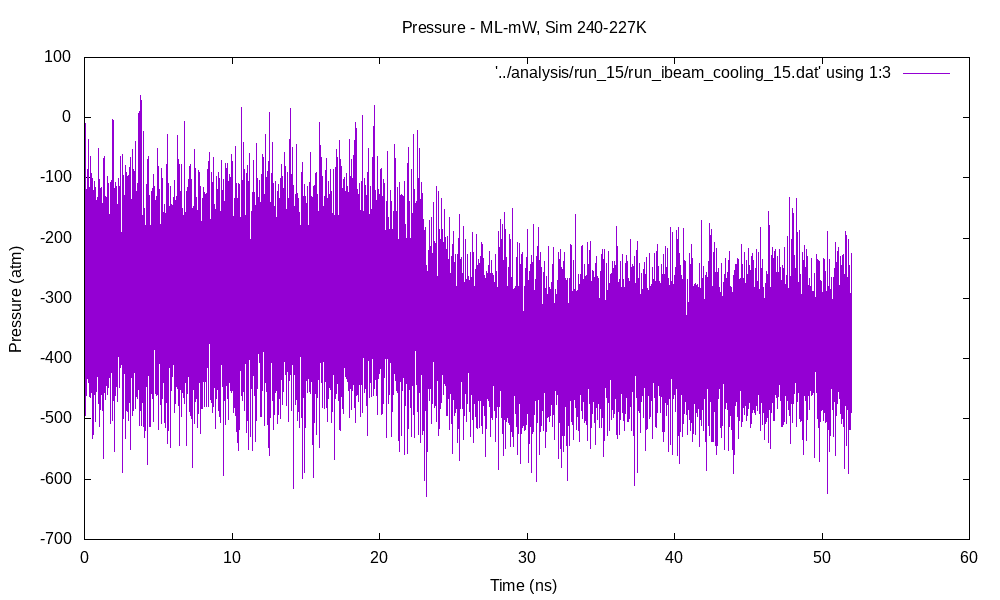 Pressure - ML-mW, Sim 240-227K
'../analysis/run_15/run_ibeam_cooling_15.dat' using 1:3
100
0
-100
-200
-300
-400
-500
-600
-700
Pressure (atm)
0 10 20 30 40 50 60
Time (ns)